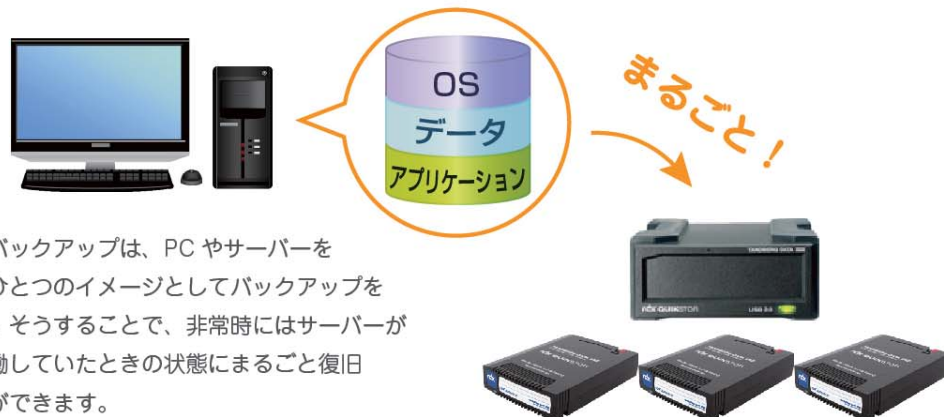 OS
データ
アプリケーション
まるごと！
バックアップは、PC やサーバーを
ひとつのイメージとしてバックアップを
そうすることで、非常時にはサーバーが
働していたときの状態にまるごと復旧
ができます。
TANDBERG DATA
RDX QUIKSTOR
USB 3.0